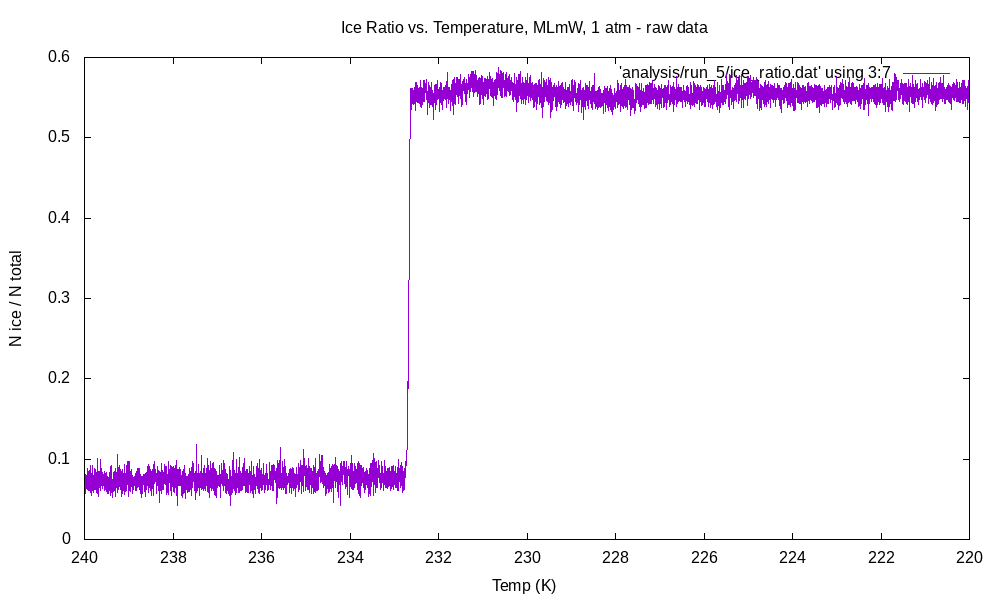 Ice Ratio vs. Temperature, MLmW, 1 atm - raw data
'analysis/run_5/ice_ratio.dat' using 3:7
N ice / N total
0.6
0.5
0.4
0.3
0.2
0.1
0
240 238 236 234 232 230 228 226 224 222 220
Temp (K)